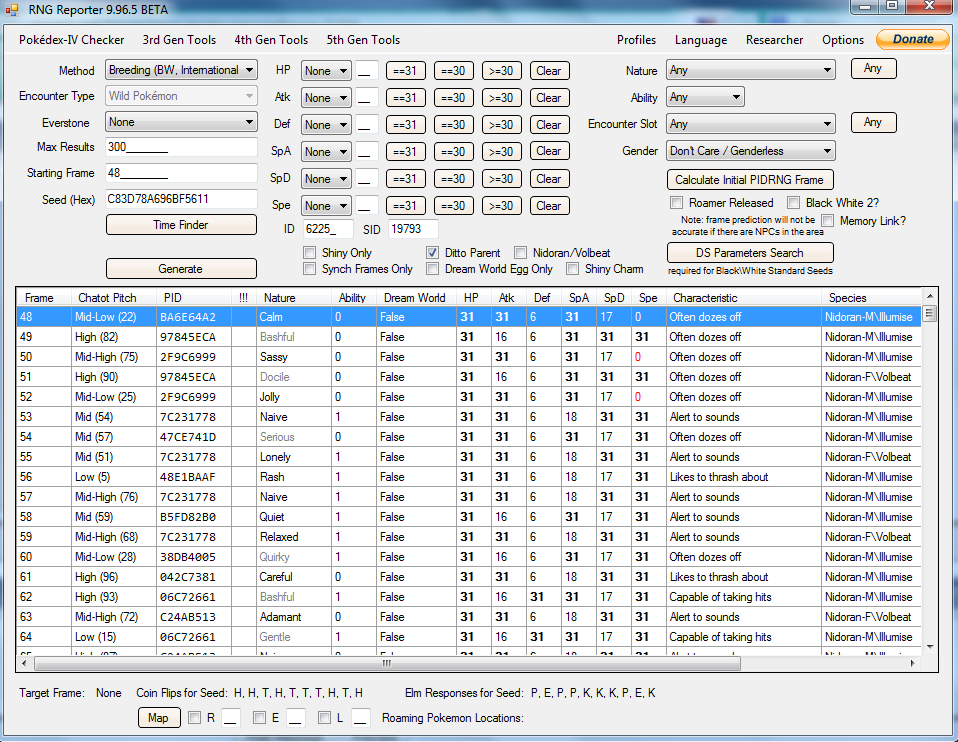 RNG Reporter 9.96.5 BETA
Pokédex-IV Checker 3rd Gen Tools 4th Gen Tools 5th Gen Tools Profiles Language Researcher Options Donate
Method Breeding (BW, International HP None __ ==31 ==30 >=30 Clear Nature Any Any
Encounter Type Wild Pokémon Atk None __ ==31 ==30 >=30 Clear Ability Any
Everstone None Def None __ ==31 ==30 >=30 Clear Encounter Slot Any Any
Max Results 300______ SpA None __ ==31 ==30 >=30 Clear Gender Don't Care / Genderless
Starting Frame 48________ SpD None __ ==31 ==30 >=30 Clear Calculate Initial PIDRNG Frame
Seed (Hex) C83D78A696BF5611 Spe None __ ==31 ==30 >=30 Clear Roamer Released Black White 2?
Time Finder ID 6225_ SID 19793 Note: frame prediction will not be accurate if there are NPCs in the area Memory Link?
Shiny Only Ditto Parent Nidoran/Volbeat DS Parameters Search
Generate Synch Frames Only Dream World Egg Only Shiny Charm required for Black\White Standard Seeds
Frame Chatot Pitch PID !!! Nature Ability Dream World HP Atk Def SpA SpD Spe Characteristic Species
48 Mid-Low (22) BA6E64A2 Calm 0 False 31 31 6 31 17 0 Often dozes off Nidoran-M\Illumise
49 High (82) 97845ECA Bashful 0 False 31 16 6 31 31 31 Often dozes off Nidoran-M\Illumise
50 Mid-High (75) 2F9C6999 Sassy 0 False 31 31 6 31 17 0 Often dozes off Nidoran-M\Illumise
51 High (90) 97845ECA Docile 0 False 31 16 6 31 31 31 Often dozes off Nidoran-F\Volbeat
52 Mid-Low (25) 2F9C6999 Jolly 0 False 31 31 6 31 17 0 Often dozes off Nidoran-M\Illumise
53 Mid (54) 7C231778 Naive 1 False 31 31 6 18 31 31 Alert to sounds Nidoran-M\Illumise
54 Mid (57) 47CE741D Serious 0 False 31 16 6 31 17 31 Often dozes off Nidoran-M\Illumise
55 Mid (51) 7C231778 Lonely 1 False 31 31 6 18 31 31 Alert to sounds Nidoran-F\Volbeat
56 Low (5) 48E1BAAF Rash 1 False 31 16 6 31 17 31 Likes to thrash about Nidoran-M\Illumise
57 Mid-High (76) 7C231778 Naive 1 False 31 31 6 18 31 31 Alert to sounds Nidoran-M\Illumise
58 Mid (59) B5FD82B0 Quiet 1 False 31 16 6 31 17 31 Alert to sounds Nidoran-M\Illumise
59 Mid-High (68) 7C231778 Relaxed 1 False 31 31 6 18 31 31 Alert to sounds Nidoran-F\Volbeat
60 Mid-Low (28) 38DB4005 Quirky 1 False 31 16 6 31 17 31 Often dozes off Nidoran-M\Illumise
61 High (96) 042C7381 Careful 0 False 31 31 6 18 31 31 Likes to thrash about Nidoran-M\Illumise
62 High (93) 06C72661 Bashful 1 False 31 16 31 31 17 31 Capable of taking hits Nidoran-M\Illumise
63 Mid-High (72) C24AB513 Adamant 0 False 31 31 6 18 31 31 Alert to sounds Nidoran-F\Volbeat
64 Low (15) 06C72661 Gentle 1 False 31 16 31 31 17 31 Capable of taking hits Nidoran-M\Illumise
Target Frame: None Coin Flips for Seed: H, H, T, H, T, T, T, H, T, H Elm Responses for Seed: P, E, P, P, K, K, K, P, E, K
Map R __ E __ L __ Roaming Pokemon Locations: